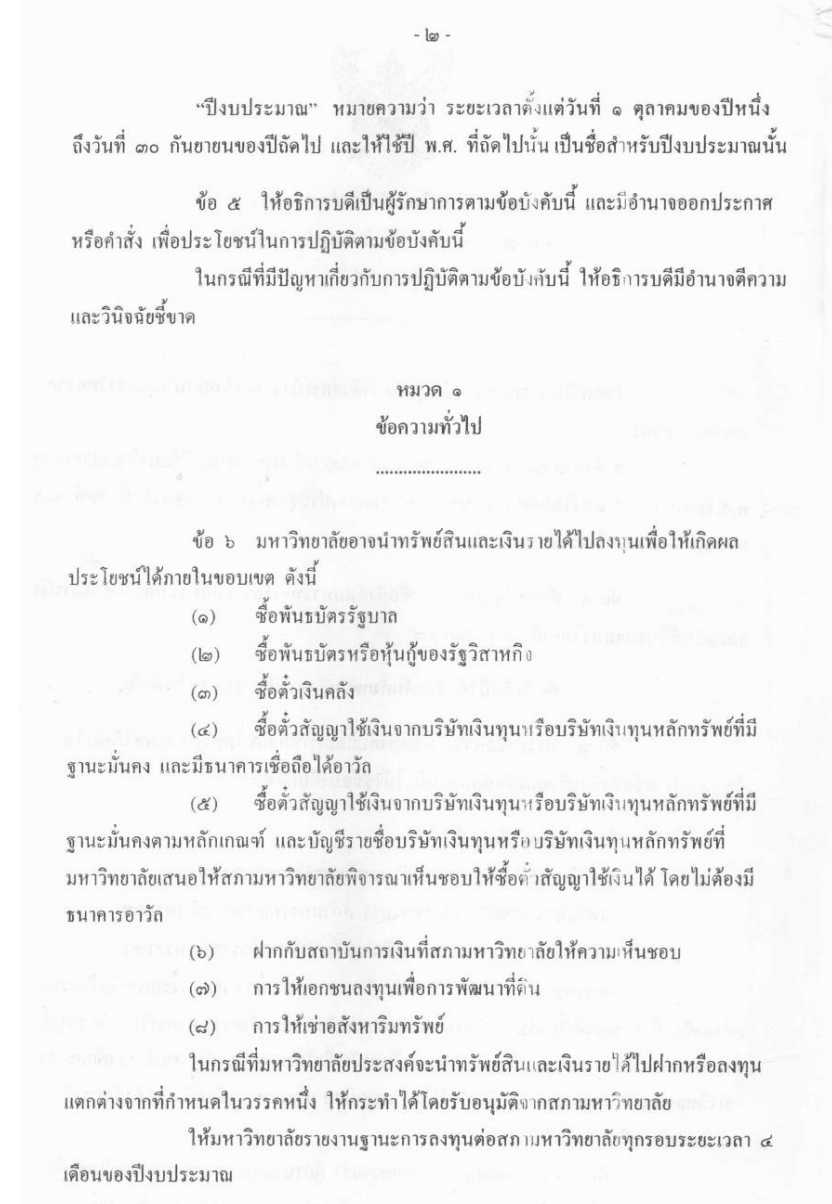 - ๒ -
“ปีงบประมาณ” หมายความว่า ระยะเวลาตั้งแต่วันที่ ๑ ตุลาคมของปีหนึ่ง
ถึงวันที่ ๓๐ กันยายนของปีถัดไป และให้ใช้ปี พ.ศ. ที่ถัดไปนั้น เป็นชื่อสำหรับปีงบประมาณนั้น
ข้อ ๕ ให้อธิการบดีเป็นผู้รักษาการตามข้อบังคับนี้ และมีอำนาจออกประกาศ
หรือคำสั่ง เพื่อประโยชน์ในการปฏิบัติตามข้อบังคับนี้
ในกรณีที่มีปัญหาเกี่ยวกับการปฏิบัติตามข้อบังคับนี้ ให้อธิการบดีมีอำนาจตีความ
และวินิจฉัยชี้ขาด
หมวด ๑
ข้อความทั่วไป
........................
ข้อ ๖ มหาวิทยาลัยอาจนำทรัพย์สินและเงินรายได้ไปลงทุนเพื่อให้เกิดผล
ประโยชน์ได้ภายในขอบเขต ดังนี้
(๑) ซื้อพันธบัตรรัฐบาล
(๒) ซื้อพันธบัตรหรือหุ้นกู้ของรัฐวิสาหกิจ
(๓) ซื้อตั๋วเงินคลัง
(๔) ซื้อตั๋วสัญญาใช้เงินจากบริษัทเงินทุนหรือบริษัทเงินทุนหลักทรัพย์ที่มี
ฐานะมั่นคง และมีธนาคารเชื่อถือได้อาวัล
(๕) ซื้อตั๋วสัญญาใช้เงินจากบริษัทเงินทุนหรือบริษัทเงินทุนหลักทรัพย์ที่มี
ฐานะมั่นคงตามหลักเกณฑ์ และบัญชีรายชื่อบริษัทเงินทุนหรือบริษัทเงินทุนหลักทรัพย์ที่
มหาวิทยาลัยเสนอให้สภามหาวิทยาลัยพิจารณาเห็นชอบให้ซื้อตั๋วสัญญาใช้เงินได้ โดยไม่ต้องมี
ธนาคารอาวัล
(๖) ฝากกับสถาบันการเงินที่สภามหาวิทยาลัยให้ความเห็นชอบ
(๗) การให้เอกชนลงทุนเพื่อการพัฒนาที่ดิน
(๘) การให้เช่าอสังหาริมทรัพย์
ในกรณีที่มหาวิทยาลัยประสงค์จะนำทรัพย์สินและเงินรายได้ไปฝากหรือลงทุน
แตกต่างจากที่กำหนดในวรรคหนึ่ง ให้กระทำได้โดยรับอนุมัติจากสภามหาวิทยาลัย
ให้มหาวิทยาลัยรายงานฐานะการลงทุนต่อสภามหาวิทยาลัยทุกรอบระยะเวลา ๔
เดือนของปีงบประมาณ